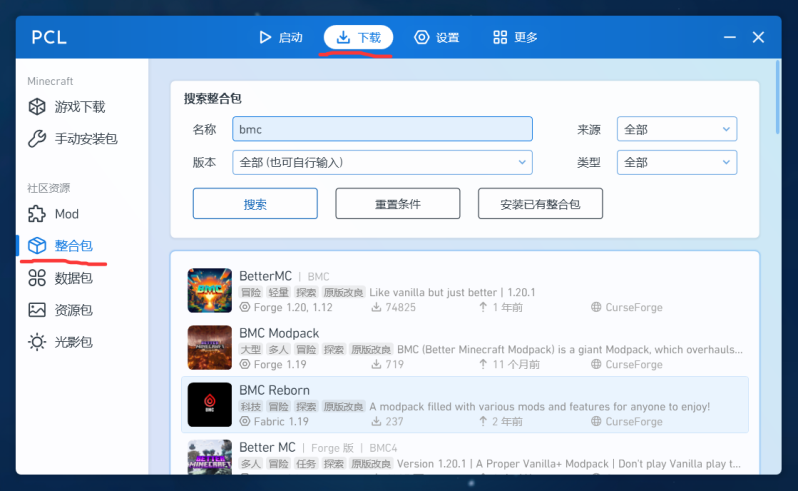 PCL 启动 下载 设置 更多
Minecraft
游戏下载
手动安装包
社区资源
Mod
整合包
数据包
资源包
光影包
搜索整合包
名称 bmc 来源 全部
版本 全部 (也可自行输入) 类型 全部
搜索 重置条件 安装已有整合包
BetterMC | BMC
冒险 轻量 探索 原版改良 Like vanilla but just better | 1.20.1
Forge 1.20, 1.12 74825 1 年前 CurseForge
BMC Modpack
大型 多人 冒险 探索 原版改良 BMC (Better Minecraft Modpack) is a giant Modpack, which overhauls...
Forge 1.19 719 11 个月前 CurseForge
BMC Reborn
科技 冒险 探索 原版改良 A modpack filled with various mods and features for anyone to enjoy!
Fabric 1.19 237 2 年前 CurseForge
Better MC | Forge 版 | BMC4
多人 冒险 任务 探索 原版改良 Version 1.20.1 | A Proper Vanilla+ Modpack | Don't play Vanilla play t...